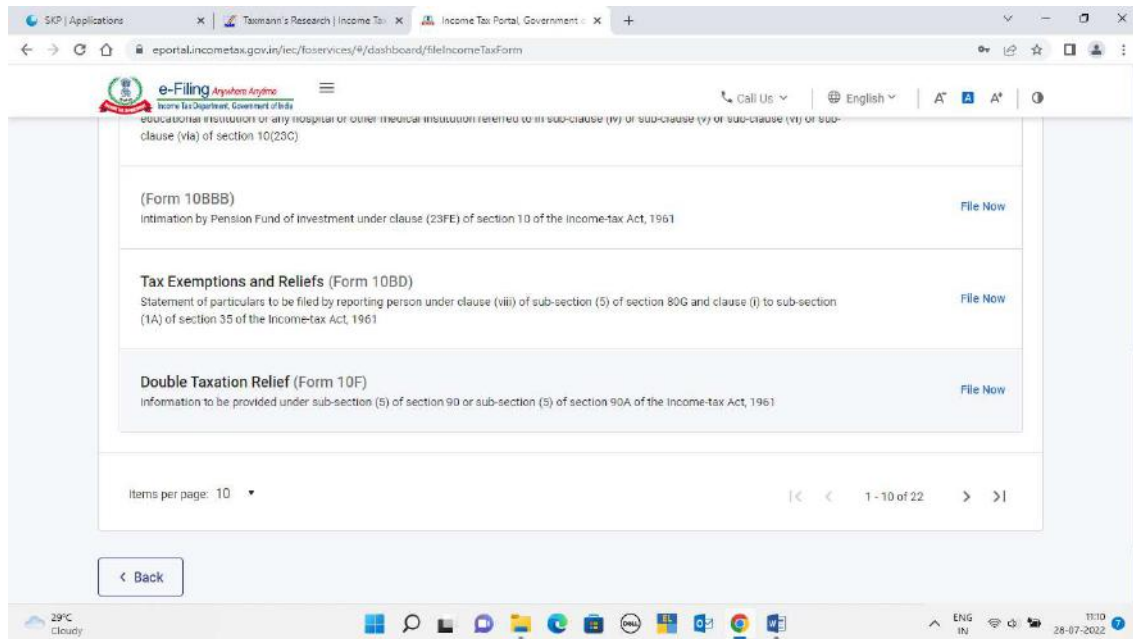 SKP | Applications
Taxmann's Research | Income Tax
Income Tax Portal, Government o
eportal.incometax.gov.in/iec/foservices/#/dashboard/fileIncomeTaxForm
e-Filing Anywhere Anytime
Income Tax Department, Government of India
Call Us
English
A-
A
A+
educational institution or any hospital or other medical institution referred to in sub-clause (iv) or sub-clause (v) or sub-clause (vi) or sub-
clause (via) of section 10(23C)
(Form 10BBB)
Intimation by Pension Fund of investment under clause (23FE) of section 10 of the Income-tax Act, 1961
File Now
Tax Exemptions and Reliefs (Form 10BD)
Statement of particulars to be filed by reporting person under clause (viii) of sub-section (5) of section 80G and clause (i) to sub-section
(1A) of section 35 of the Income-tax Act, 1961
File Now
Double Taxation Relief (Form 10F)
Information to be provided under sub-section (5) of section 90 or sub-section (5) of section 90A of the Income-tax Act, 1961
File Now
Items per page: 10
1 - 10 of 22
Back
29°C
Cloudy
DELL
EL
ENG
IN
11:10
28-07-2022
7